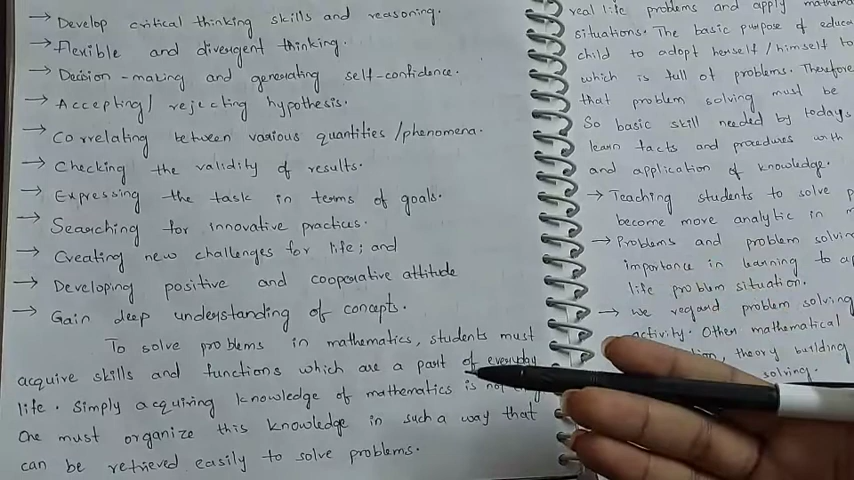 → Develop critical thinking skills and reasoning.
→ Flexible and divergent thinking.
→ Decision-making and generating self-confidence.
→ Accepting/rejecting hypothesis.
→ Correlating between various quantities/phenomena.
→ Checking the validity of results.
→ Expressing the task in terms of goals.
→ Searching for innovative practices.
→ Creating new challenges for life; and
→ Developing positive and cooperative attitude
→ Gain deep understanding of concepts.
To solve problems in mathematics, students must
acquire skills and functions which are a part of everyday
life. Simply acquiring knowledge of mathematics is not
One must organize this knowledge in such a way that
can be retrieved easily to solve problems.
real life problems and apply
situations. The basic purpose of
child to adopt herself/himself to
which is full of problems. Therefore
that problem solving must be
So basic skill needed by todays
learn facts and procedures with
and application of knowledge.
→ Teaching students to solve
become more analytic in
→ Problems and problem
importance in learning to
life problem situation.
→ We regard problem solving
activity. Other mathematical
theory building
solving.